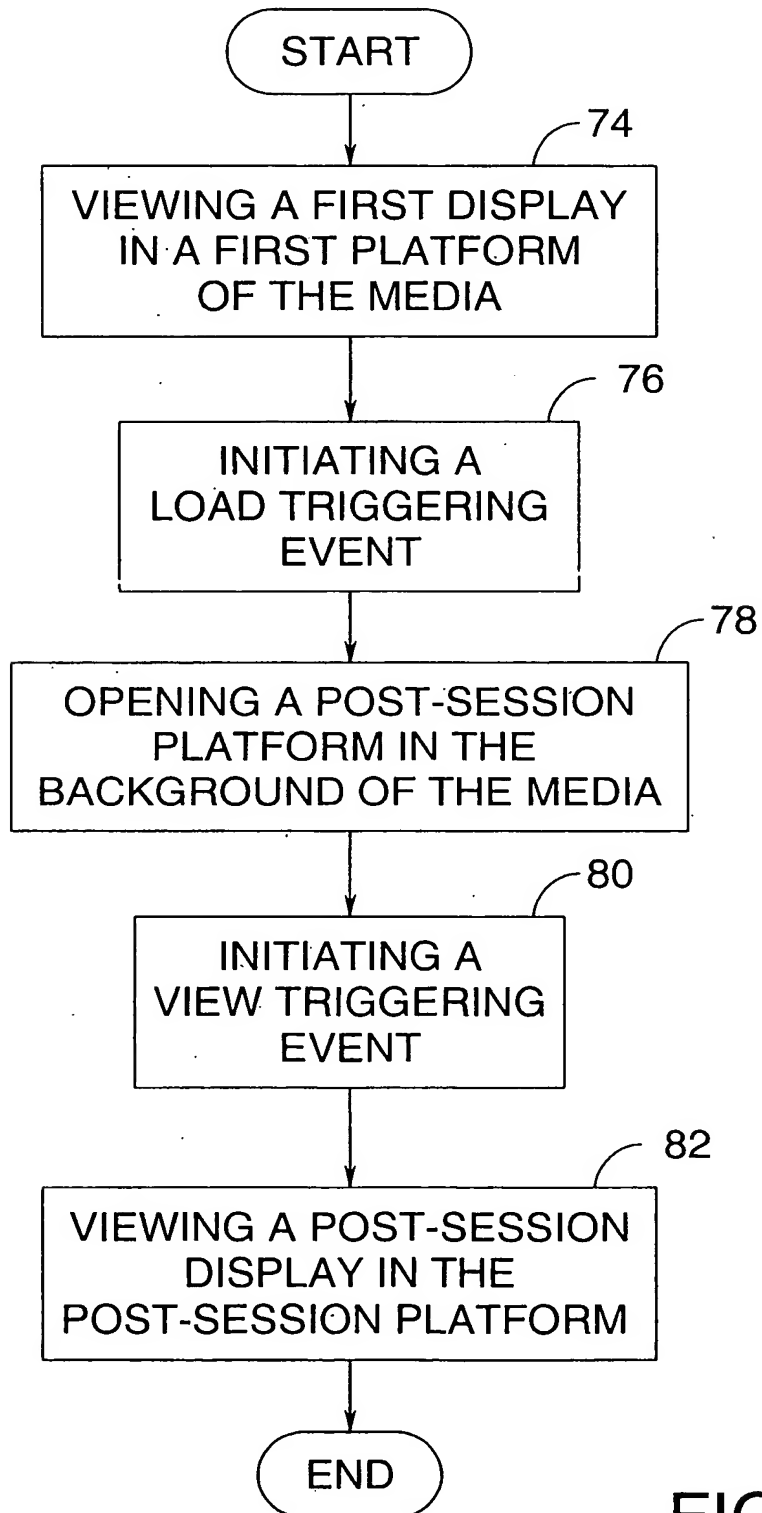 START
74
VIEWING A FIRST DISPLAY
IN A FIRST PLATFORM
OF THE MEDIA
76
INITIATING A
LOAD TRIGGERING
EVENT
78
OPENING A POST-SESSION
PLATFORM IN THE
BACKGROUND OF THE MEDIA
80
INITIATING A
VIEW TRIGGERING
EVENT
82
VIEWING A POST-SESSION
DISPLAY IN THE
POST-SESSION PLATFORM
END